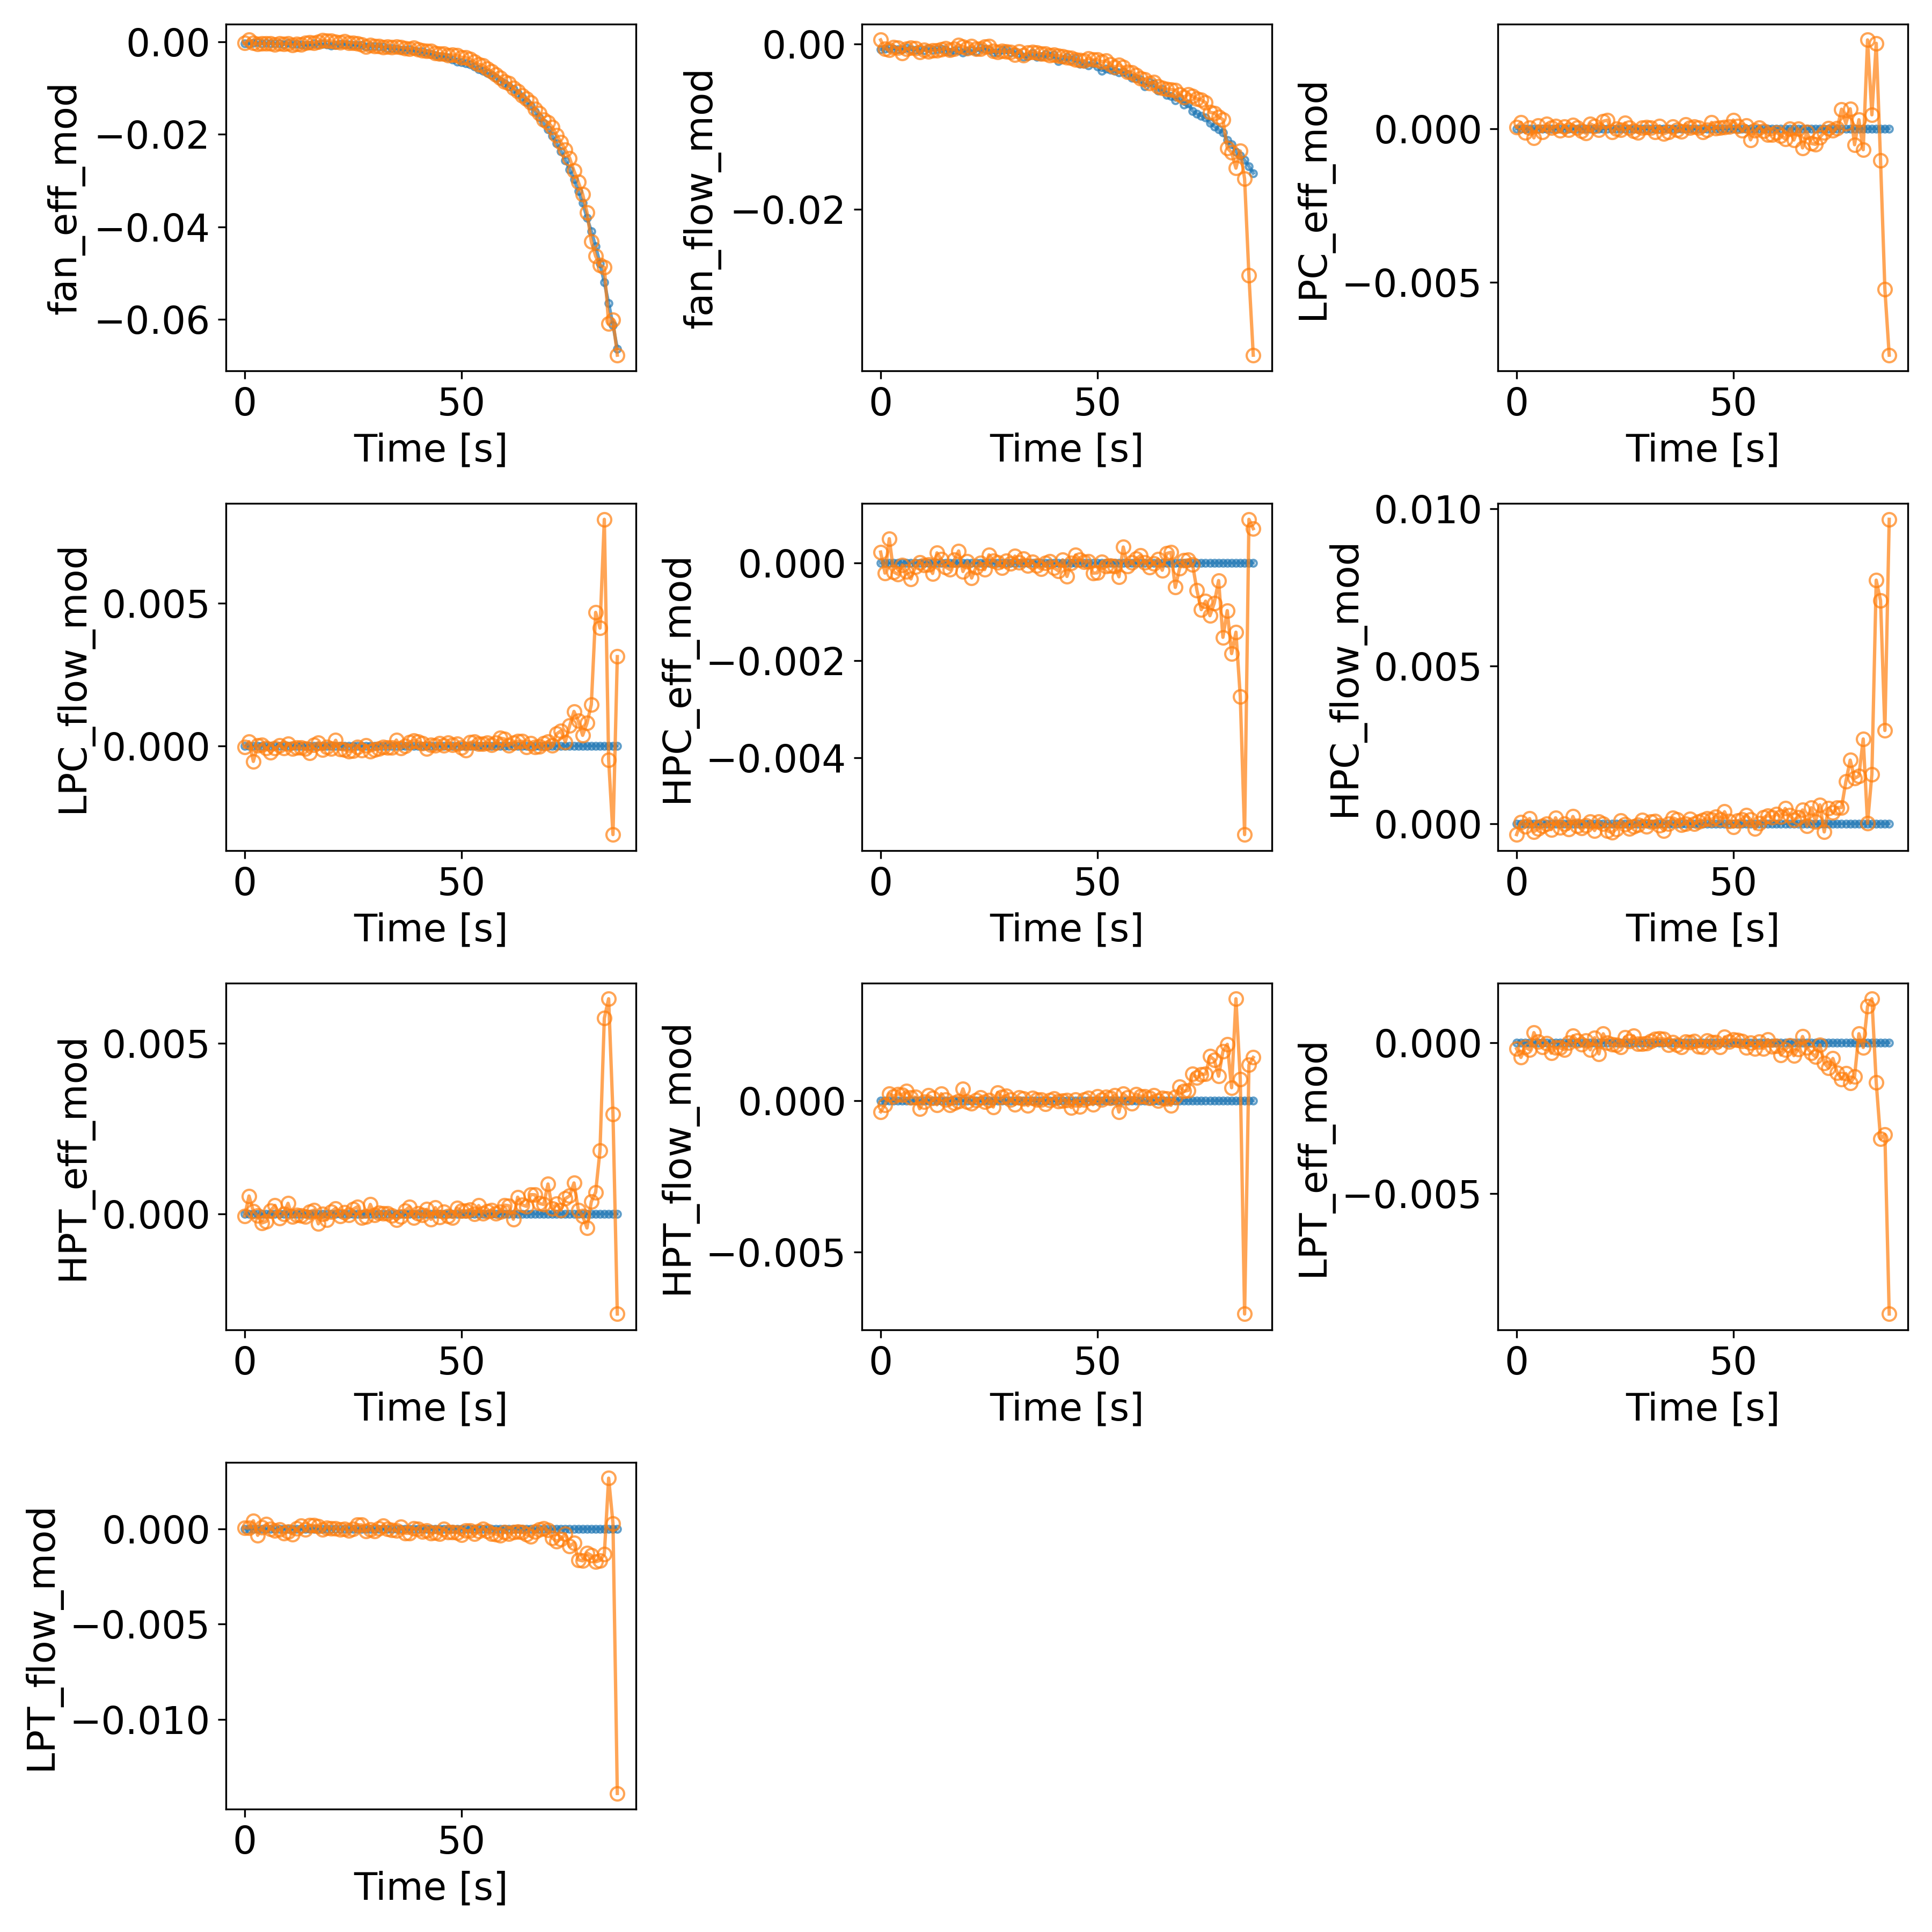 fan_eff_mod
0.00
−0.02
−0.04
−0.06
0 50
Time [s]
fan_flow_mod
0.00
−0.02
0 50
Time [s]
LPC_eff_mod
0.000
−0.005
0 50
Time [s]
LPC_flow_mod
0.005
0.000
0 50
Time [s]
HPC_eff_mod
0.000
−0.002
−0.004
0 50
Time [s]
HPC_flow_mod
0.010
0.005
0.000
0 50
Time [s]
HPT_eff_mod
0.005
0.000
0 50
Time [s]
HPT_flow_mod
0.000
−0.005
0 50
Time [s]
LPT_eff_mod
0.000
−0.005
0 50
Time [s]
LPT_flow_mod
0.000
−0.005
−0.010
0 50
Time [s]